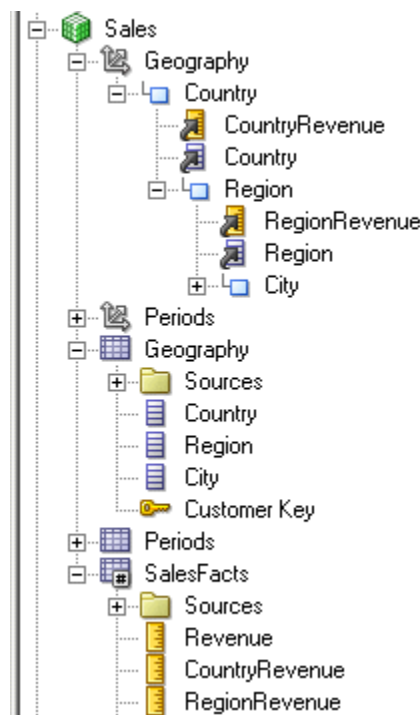 Sales
Geography
Country
CountryRevenue
Country
Region
RegionRevenue
Region
City
Periods
Geography
Sources
Country
Region
City
Customer Key
Periods
SalesFacts
Sources
Revenue
CountryRevenue
RegionRevenue